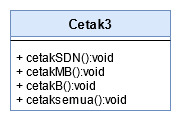 Cetak3
+ cetakSDN():void
+ cetakMB():void
+ cetakB():void
+ cetaksemua():void